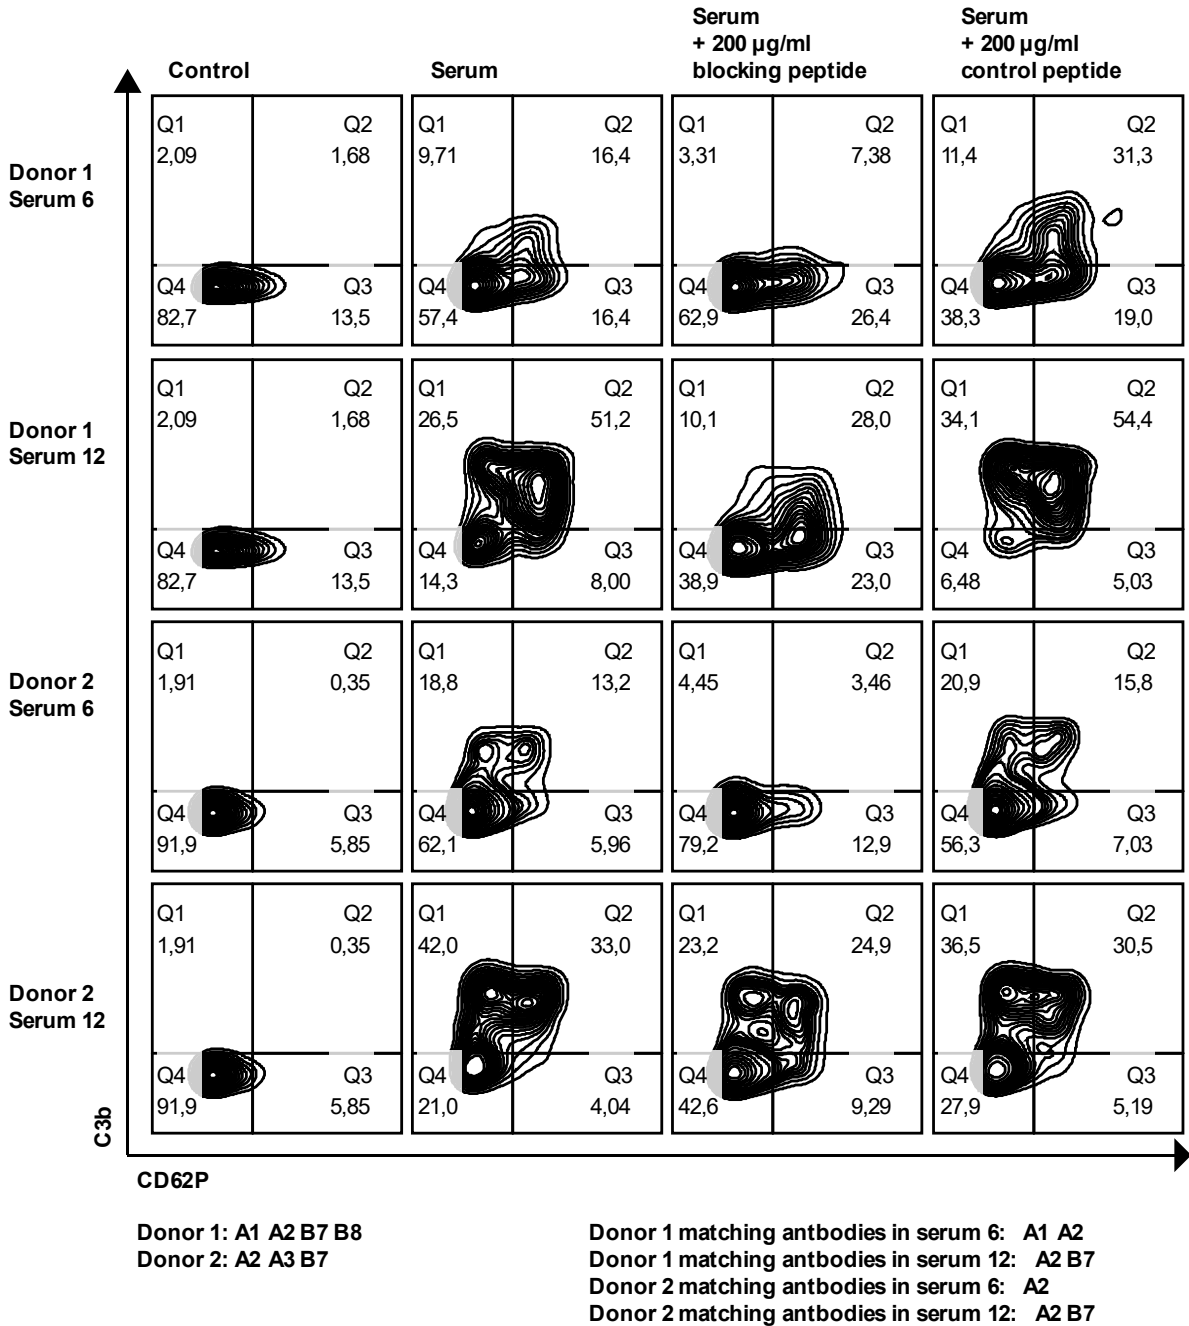 Serum
+ 200 µg/ml
blocking peptide
Serum
+ 200 µg/ml
control peptide
Control
Serum
Donor 1
Serum 6
Q1 2,09
Q2 1,68
Q4 82,7
Q3 13,5
Q1 9,71
Q2 16,4
Q4 57,4
Q3 16,4
Q1 3,31
Q2 7,38
Q4 62,9
Q3 26,4
Q1 11,4
Q2 31,3
Q4 38,3
Q3 19,0
Donor 1
Serum 12
Q1 2,09
Q2 1,68
Q4 82,7
Q3 13,5
Q1 26,5
Q2 51,2
Q4 14,3
Q3 8,00
Q1 10,1
Q2 28,0
Q4 38,9
Q3 23,0
Q1 34,1
Q2 54,4
Q4 6,48
Q3 5,03
Donor 2
Serum 6
Q1 1,91
Q2 0,35
Q4 91,9
Q3 5,85
Q1 18,8
Q2 13,2
Q4 62,1
Q3 5,96
Q1 4,45
Q2 3,46
Q4 79,2
Q3 12,9
Q1 20,9
Q2 15,8
Q4 56,3
Q3 7,03
Donor 2
Serum 12
Q1 1,91
Q2 0,35
Q4 91,9
Q3 5,85
Q1 42,0
Q2 33,0
Q4 21,0
Q3 4,04
Q1 23,2
Q2 24,9
Q4 42,6
Q3 9,29
Q1 36,5
Q2 30,5
Q4 27,9
Q3 5,19
C3b
CD62P
Donor 1: A1 A2 B7 B8
Donor 2: A2 A3 B7
Donor 1 matching antbodies in serum 6: A1 A2
Donor 1 matching antbodies in serum 12: A2 B7
Donor 2 matching antbodies in serum 6: A2
Donor 2 matching antbodies in serum 12: A2 B7